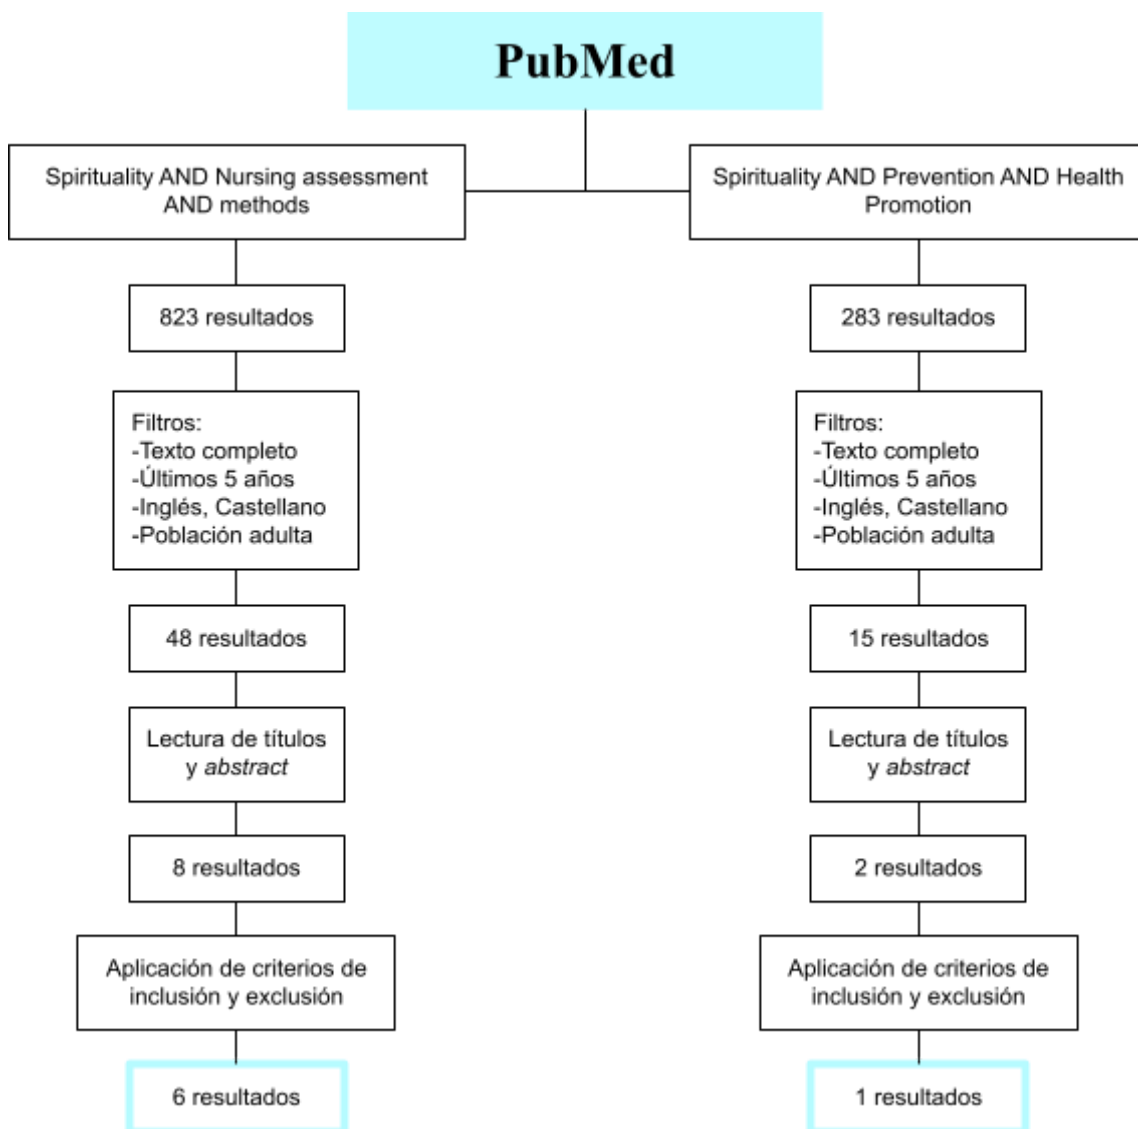 PubMed
Spirituality AND Nursing assessment
AND methods
823 resultados
Filtros:
-Texto completo
-Últimos 5 años
-Inglés, Castellano
-Población adulta
48 resultados
Lectura de títulos
y abstract
8 resultados
Aplicación de criterios de
inclusión y exclusión
6 resultados
Spirituality AND Prevention AND Health
Promotion
283 resultados
Filtros:
-Texto completo
-Últimos 5 años
-Inglés, Castellano
-Población adulta
15 resultados
Lectura de títulos
y abstract
2 resultados
Aplicación de criterios de
inclusión y exclusión
1 resultados